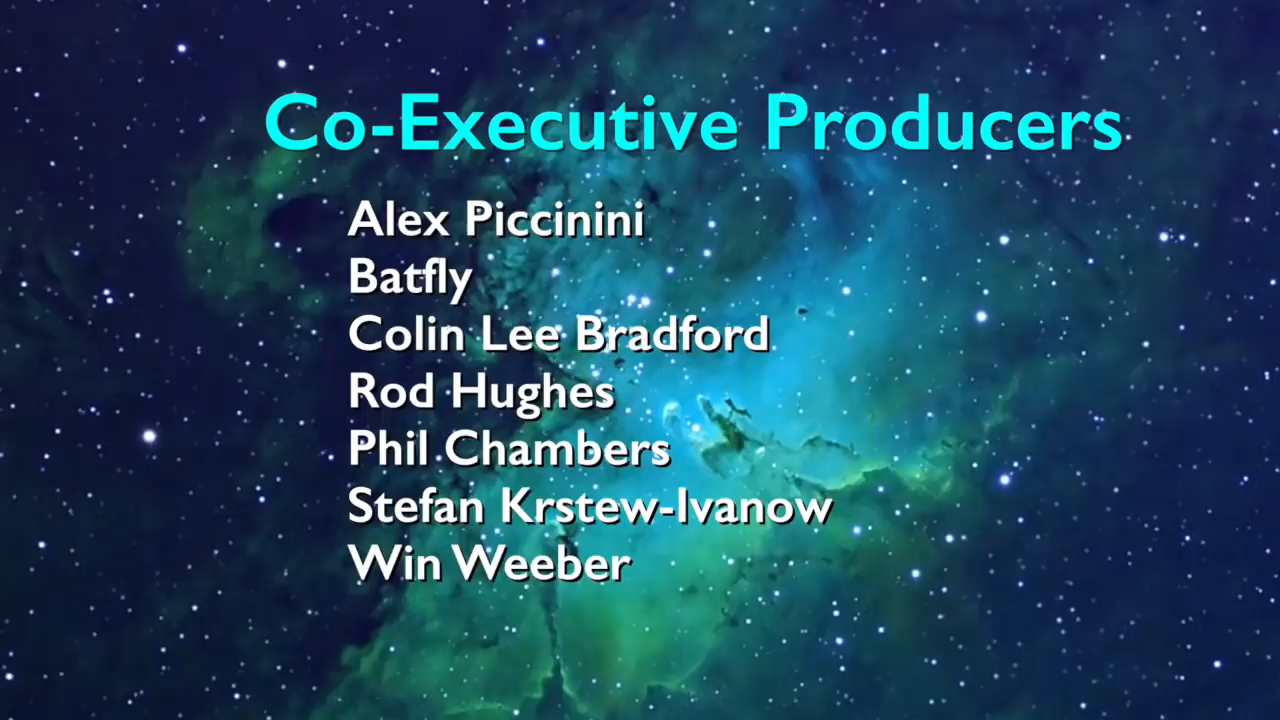 Co-Executive Producers
Alex Piccinini
Batfly
Colin Lee Bradford
Rod Hughes
Phil Chambers
Stefan Krstew-Ivanow
Win Weeber